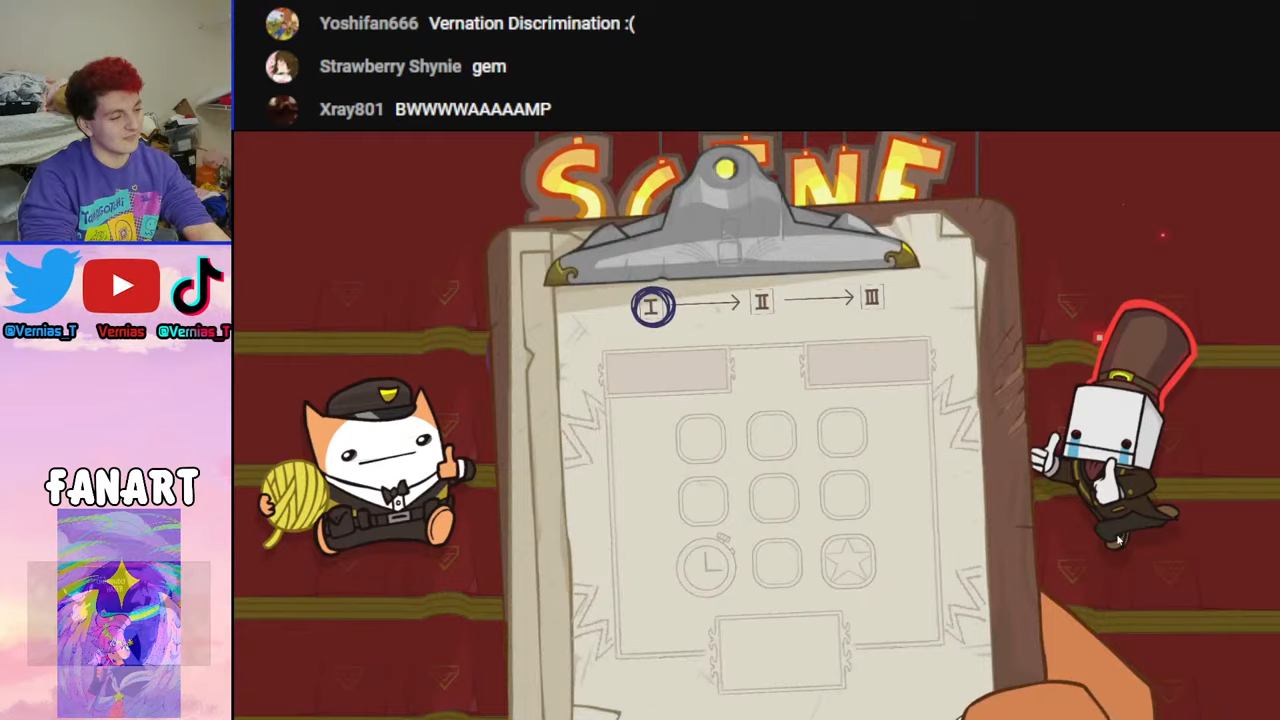 Yoshifan666 Vernation Discrimination :(
Strawberry Shynie gem
Xray801 BWWWWAAAAAMP
SCENE
I II III
@Vernias_T Vernias @Vernias_T
FANART